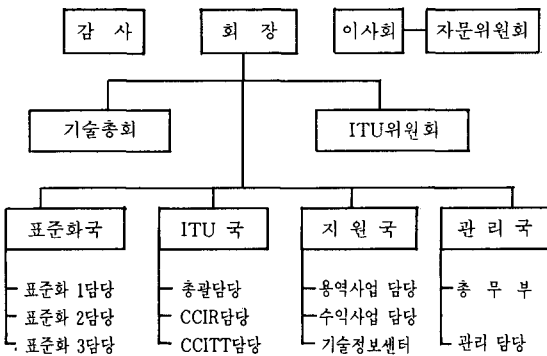 감 사 회 장 이사회 자문위원회
기술총회 ITU위원회
표준화국 ITU 국 지 원 국 관 리 국
표준화 1담당 총괄담당 용역사업 담당 총 무 부
표준화 2담당 CCIR담당 수익사업 담당
표준화 3담당 CCITT담당 기술정보센터 관리 담당